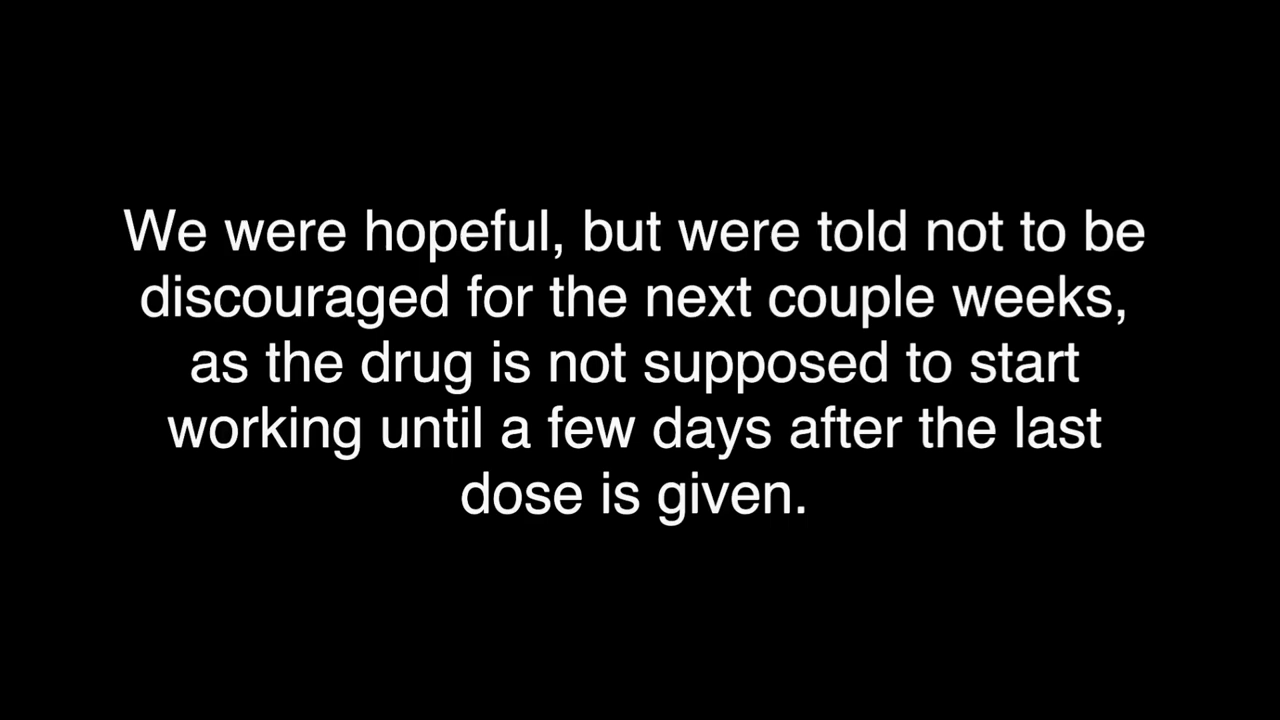 We were hopeful, but were told not to be
discouraged for the next couple weeks,
as the drug is not supposed to start
working until a few days after the last
dose is given.